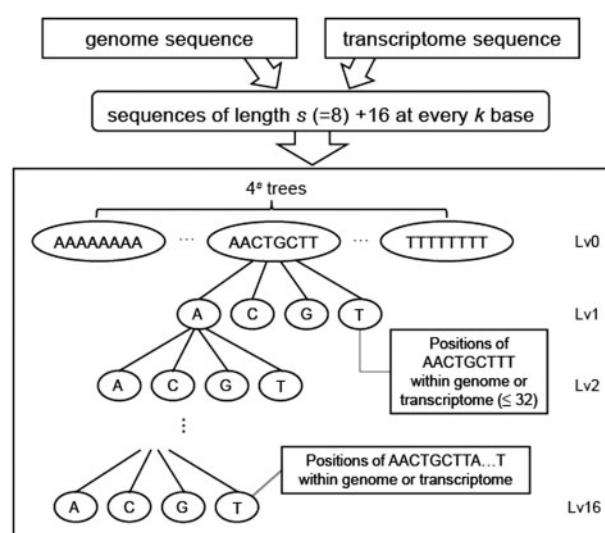 genome sequence
transcriptome sequence
sequences of length s (=8) +16 at every k base
4ˢ trees
AAAAAAAA ... AACTGCTT ... TTTTTTTT Lv0
A C G T Lv1
Positions of
AACTGCTTT
within genome or
transcriptome (≤ 32)
A C G T Lv2
⋮
Positions of AACTGCTTA...T
within genome or transcriptome
A C G T Lv16